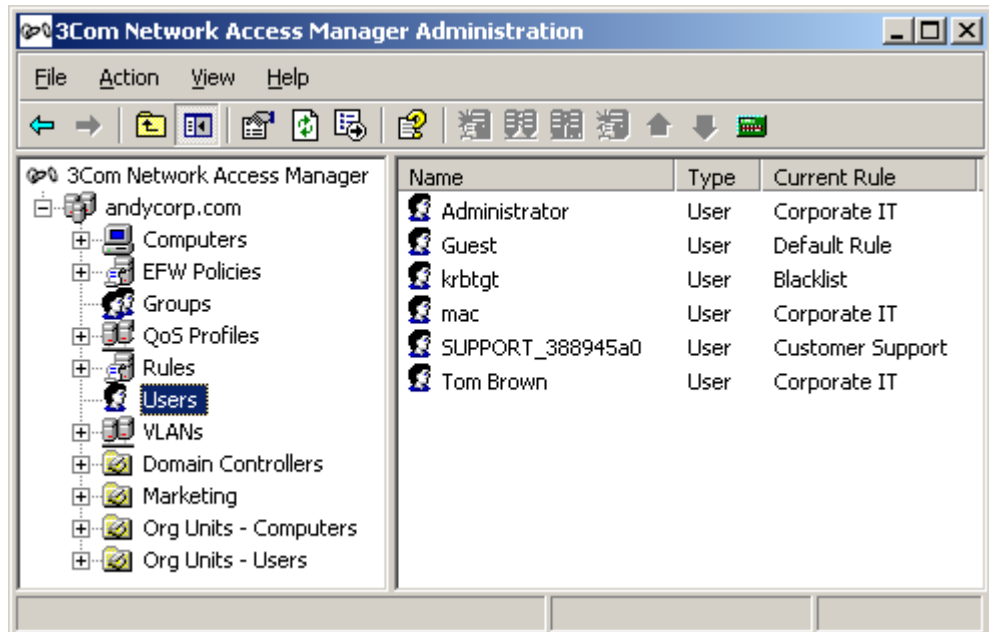 3Com Network Access Manager Administration
File Action View Help
3Com Network Access Manager
andycorp.com
Computers
EFW Policies
Groups
QoS Profiles
Rules
Users
VLANs
Domain Controllers
Marketing
Org Units - Computers
Org Units - Users
Name Type Current Rule
Administrator User Corporate IT
Guest User Default Rule
krbtgt User Blacklist
mac User Corporate IT
SUPPORT_388945a0 User Customer Support
Tom Brown User Corporate IT